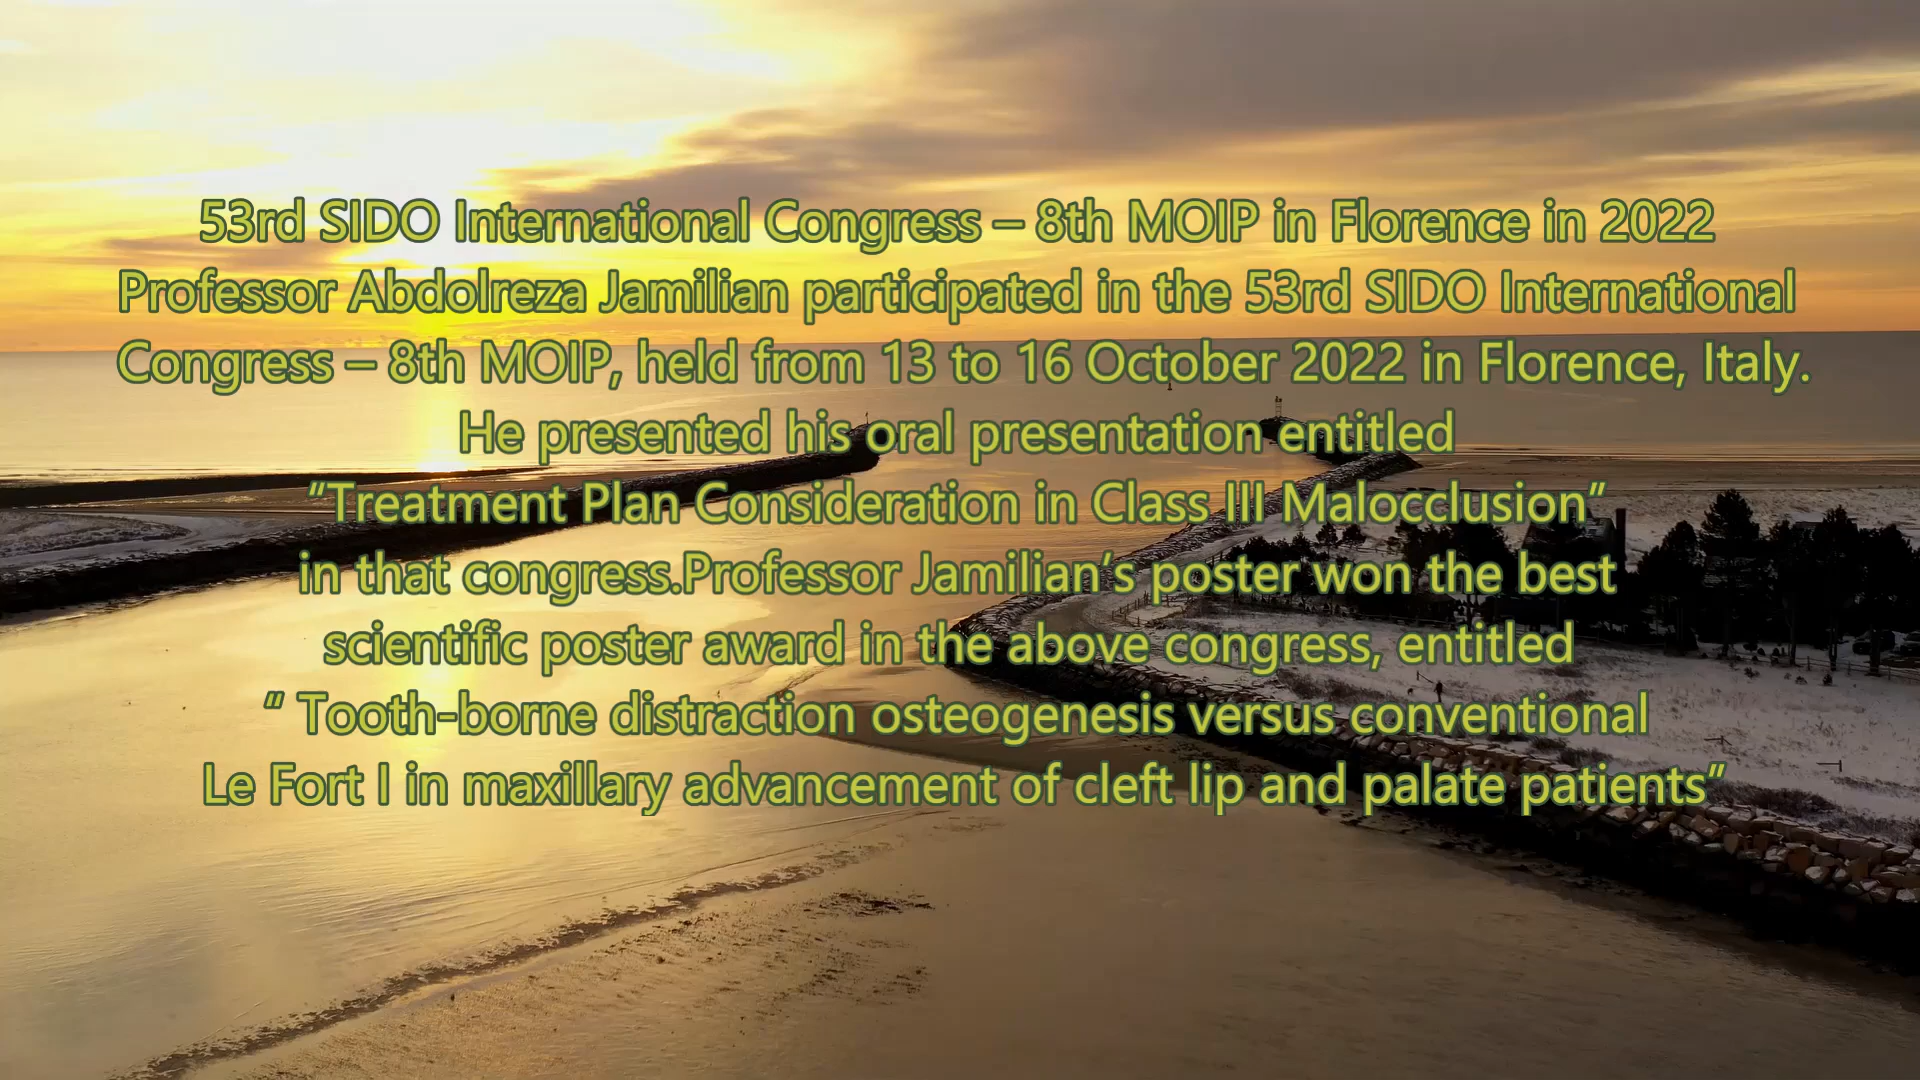 53rd SIDO International Congress – 8th MOIP in Florence in 2022
Professor Abdolreza Jamilian participated in the 53rd SIDO International
Congress – 8th MOIP, held from 13 to 16 October 2022 in Florence, Italy.
He presented his oral presentation entitled
“Treatment Plan Consideration in Class III Malocclusion”
in that congress.Professor Jamilian’s poster won the best
scientific poster award in the above congress, entitled
“ Tooth-borne distraction osteogenesis versus conventional
Le Fort I in maxillary advancement of cleft lip and palate patients”